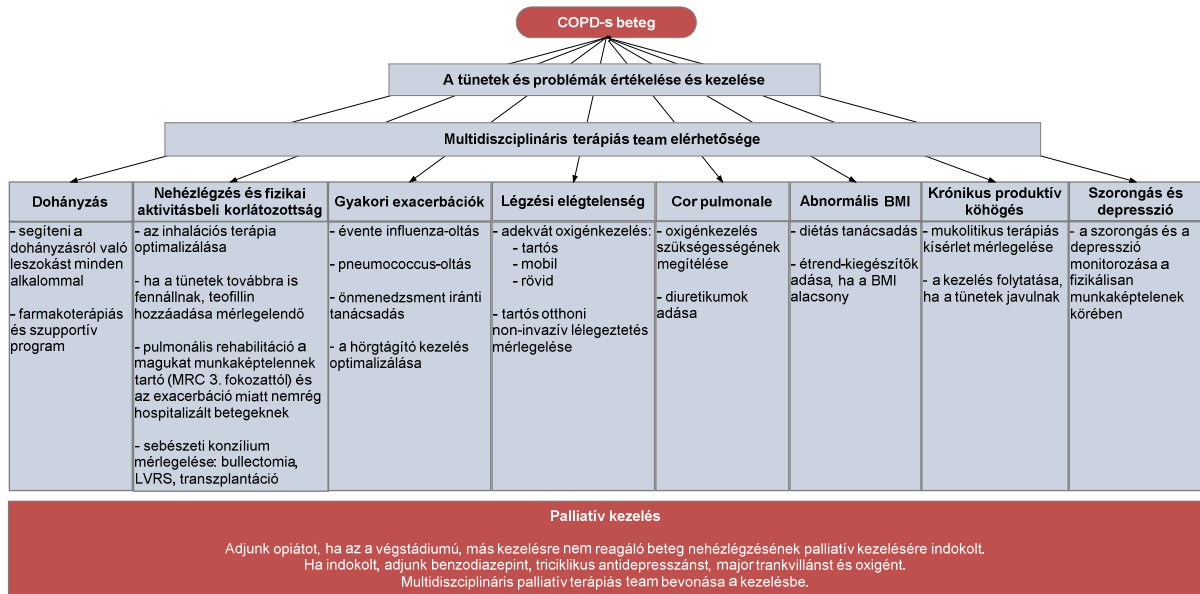 COPD-s beteg
A tünetek és problémák értékelése és kezelése
Multidiszciplináris terápiás team elérhetősége
Dohányzás
- segíteni a
dohányzásról való
leszokást minden
alkalommal
- farmakoterápiás
és szupportív
program
Nehézlégzés és fizikai
aktivitásbeli korlátozottság
- az inhalációs terápia
optimalizálása
- ha a tünetek továbbra is
fennállnak, teofillin
hozzáadása mérlegelendő
- pulmonális rehabilitáció a
magukat munkaképtelennek
tartó (MRC 3. fokozattól) és
az exacerbáció miatt nemrég
hospitalizált betegeknek
- sebészeti konzílium
mérlegelése: bullectomia,
LVRS, transzplantáció
Gyakori exacerbációk
- évente influenza-oltás
- pneumococcus-oltás
- önmenedzsment iránti
tanácsadás
- a hörgtágító kezelés
optimalizálása
Légzési elégtelenség
- adekvát oxigénkezelés:
- tartós
- mobil
- rövid
- tartós otthoni
non-invazív lélegeztetés
mérlegelése
Cor pulmonale
- oxigénkezelés
szükségességének
megítélése
- diuretikumok
adása
Abnormális BMI
- diétás tanácsadás
- étrend-kiegészítők
adása, ha a BMI
alacsony
Krónikus produktív
köhögés
- mukolitikus terápiás
kísérlet mérlegelése
- a kezelés folytatása,
ha a tünetek javulnak
Szorongás és
depresszió
- a szorongás és a
depresszió
monitorozása a
fizikálisan
munkaképtelenek
körében
Palliatív kezelés
Adjunk opiátot, ha az a végstádiumú, más kezelésre nem reagáló beteg nehézlégzésének palliatív kezelésére indokolt.
Ha indokolt, adjunk benzodiazepint, triciklikus antidepresszánst, major trankvillánst és oxigént.
Multidiszciplináris palliatív terápiás team bevonása a kezelésbe.